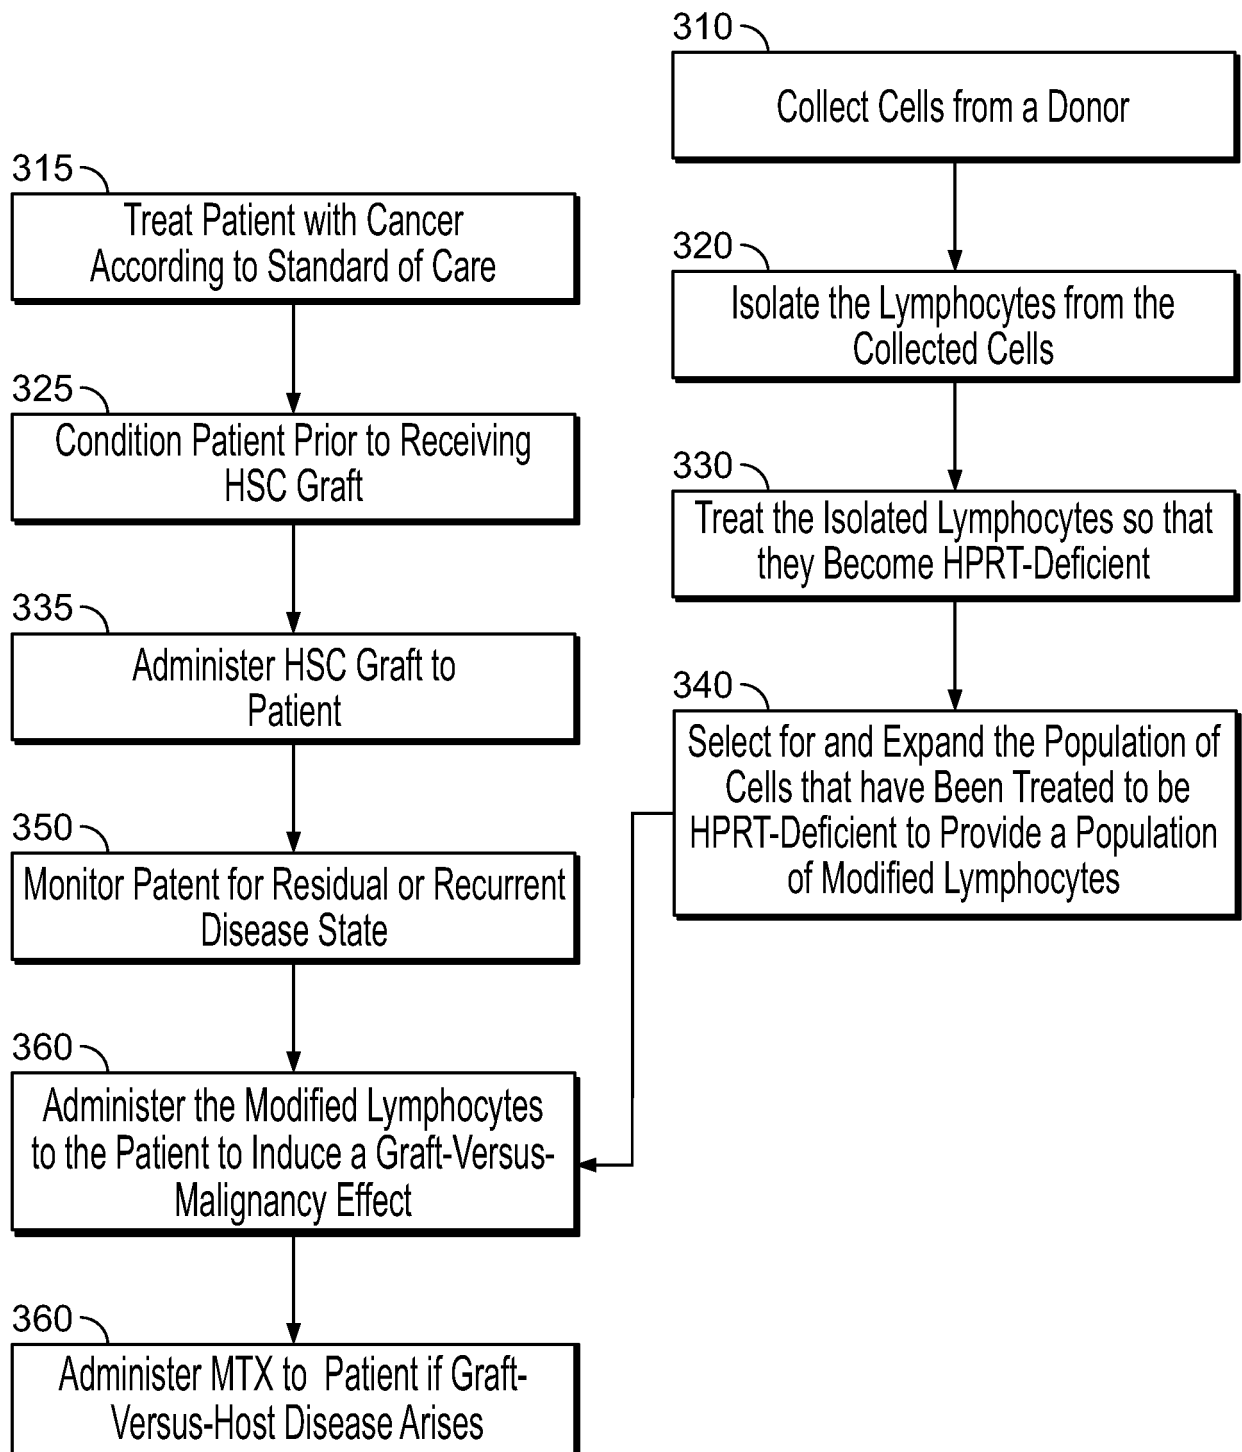 310
Collect Cells from a Donor
315
Treat Patient with Cancer
According to Standard of Care
320
Isolate the Lymphocytes from the
Collected Cells
325
Condition Patient Prior to Receiving
HSC Graft
330
Treat the Isolated Lymphocytes so that
they Become HPRT-Deficient
335
Administer HSC Graft to
Patient
340
Select for and Expand the Population of
Cells that have Been Treated to be
HPRT-Deficient to Provide a Population
of Modified Lymphocytes
350
Monitor Patent for Residual or Recurrent
Disease State
360
Administer the Modified Lymphocytes
to the Patient to Induce a Graft-Versus-
Malignancy Effect
360
Administer MTX to Patient if Graft-
Versus-Host Disease Arises